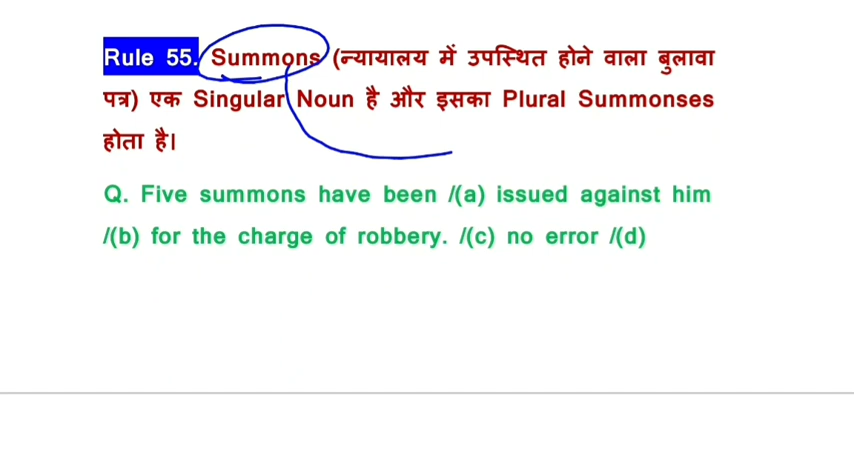 Rule 55. Summons (न्यायालय में उपस्थित होने वाला बुलावा
पत्र) एक Singular Noun है और इसका Plural Summonses
होता है।
Q. Five summons have been /(a) issued against him
/(b) for the charge of robbery. /(c) no error /(d)